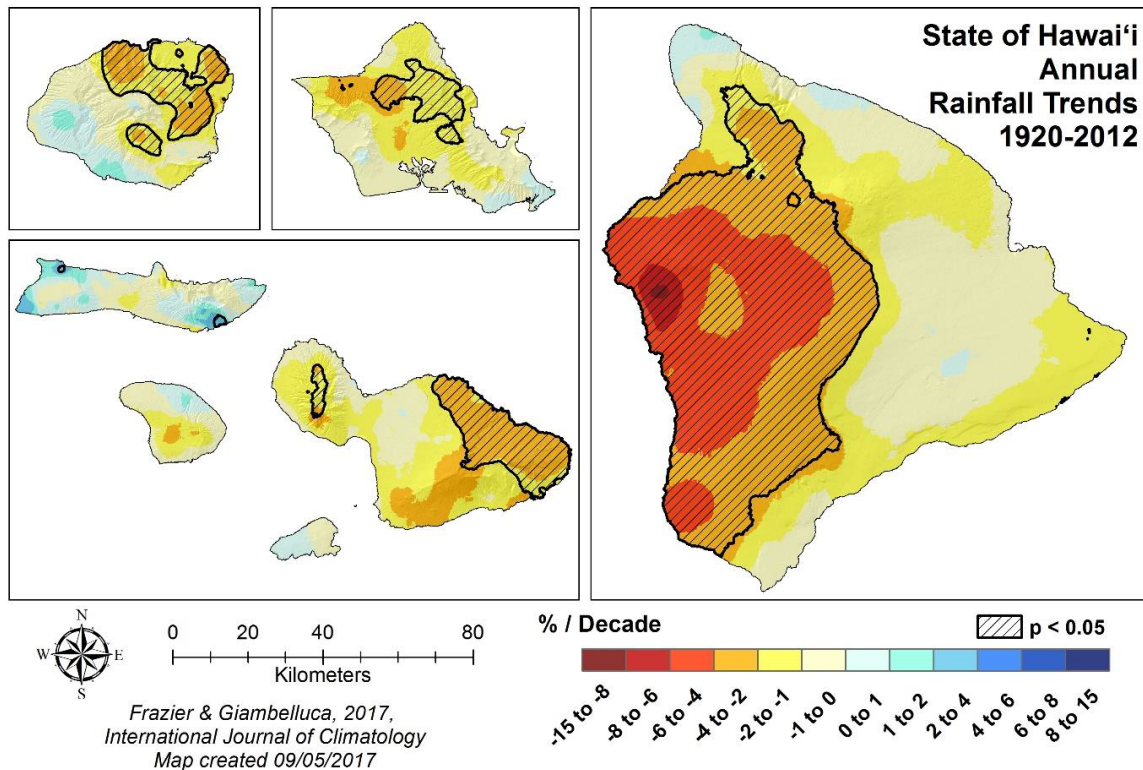 State of Hawaiʻi
Annual
Rainfall Trends
1920-2012
N
W E
S
0 20 40 80
Kilometers
% / Decade
p < 0.05
-15 to -8
-8 to -6
-6 to -4
-4 to -2
-2 to -1
-1 to 0
0 to 1
1 to 2
2 to 4
4 to 6
6 to 8
8 to 15
Frazier & Giambelluca, 2017,
International Journal of Climatology
Map created 09/05/2017